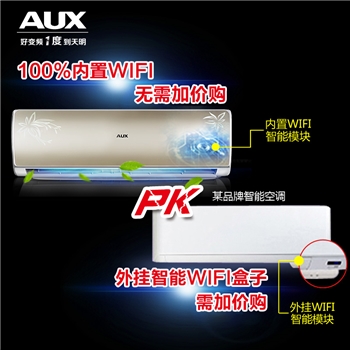 AUX
好变频1度到天明
100%内置WIFI
无需加价购
AUX
内置WIFI
智能模块
PK
某品牌智能空调
外挂智能WIFI盒子
需加价购
外挂WIFI
智能模块